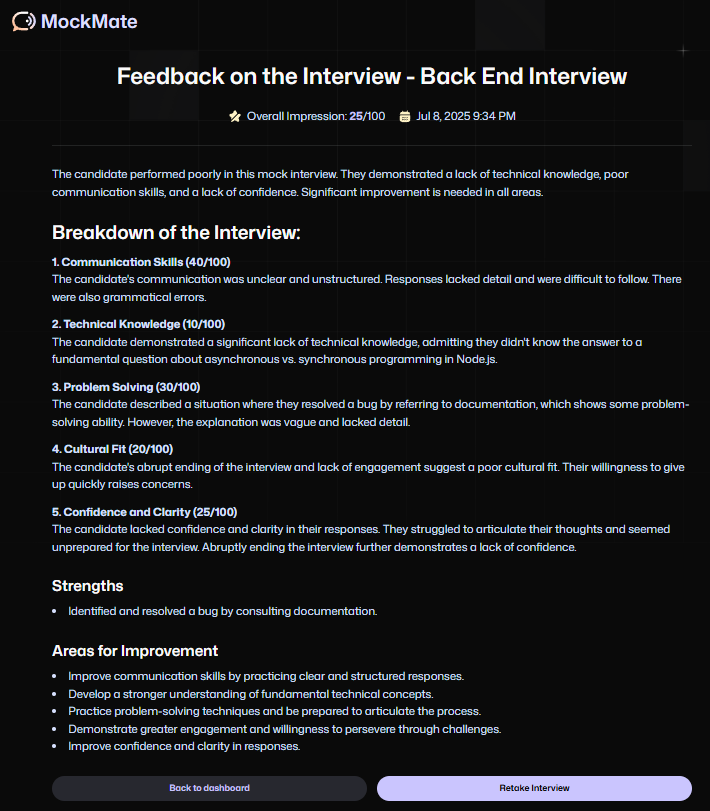 MockMate
Feedback on the Interview - Back End Interview
Overall Impression: 25/100 Jul 8, 2025 9:34 PM
The candidate performed poorly in this mock interview. They demonstrated a lack of technical knowledge, poor
communication skills, and a lack of confidence. Significant improvement is needed in all areas.
Breakdown of the Interview:
1. Communication Skills (40/100)
The candidate's communication was unclear and unstructured. Responses lacked detail and were difficult to follow. There
were also grammatical errors.
2. Technical Knowledge (10/100)
The candidate demonstrated a significant lack of technical knowledge, admitting they didn't know the answer to a
fundamental question about asynchronous vs. synchronous programming in Node.js.
3. Problem Solving (30/100)
The candidate described a situation where they resolved a bug by referring to documentation, which shows some problem-
solving ability. However, the explanation was vague and lacked detail.
4. Cultural Fit (20/100)
The candidate's abrupt ending of the interview and lack of engagement suggest a poor cultural fit. Their willingness to give
up quickly raises concerns.
5. Confidence and Clarity (25/100)
The candidate lacked confidence and clarity in their responses. They struggled to articulate their thoughts and seemed
unprepared for the interview. Abruptly ending the interview further demonstrates a lack of confidence.
Strengths
• Identified and resolved a bug by consulting documentation.
Areas for Improvement
• Improve communication skills by practicing clear and structured responses.
• Develop a stronger understanding of fundamental technical concepts.
• Practice problem-solving techniques and be prepared to articulate the process.
• Demonstrate greater engagement and willingness to persevere through challenges.
• Improve confidence and clarity in responses.
Back to dashboard Retake Interview